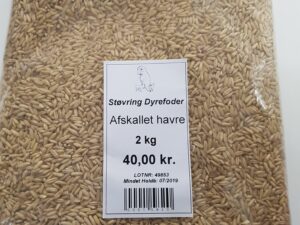 Støvring Dyrefoder
Afskallet havre
2 kg
40,00 kr.
LOTNR: 49853
Mindst Holdb: 07/2019